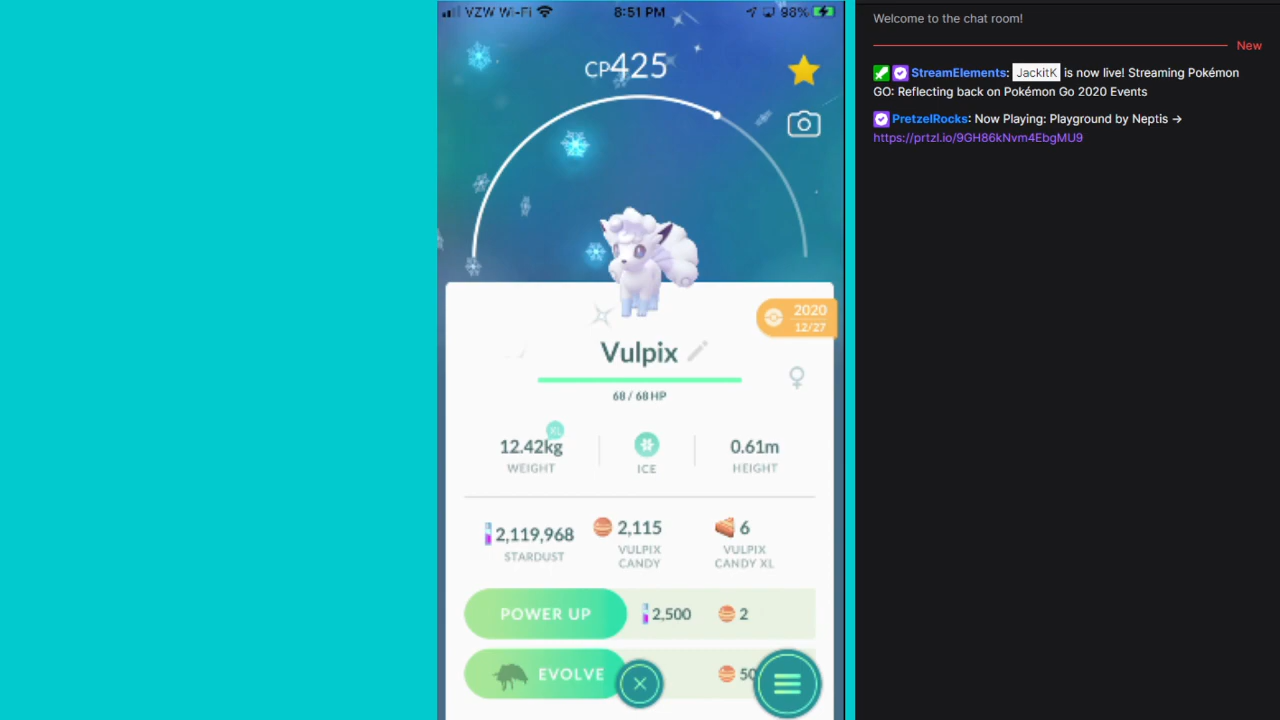 VZW Wi-Fi
8:51 PM
98%
CP425
2020
12/27
Vulpix
68 / 68 HP
XL
12.42kg
WEIGHT
ICE
0.61m
HEIGHT
2,119,968
STARDUST
2,115
VULPIX
CANDY
6
VULPIX
CANDY XL
POWER UP
2,500
2
EVOLVE
50
Welcome to the chat room!
New
StreamElements: JackitK is now live! Streaming Pokémon
GO: Reflecting back on Pokémon Go 2020 Events
PretzelRocks: Now Playing: Playground by Neptis →
https://prtzl.io/9GH86kNvm4EbgMU9